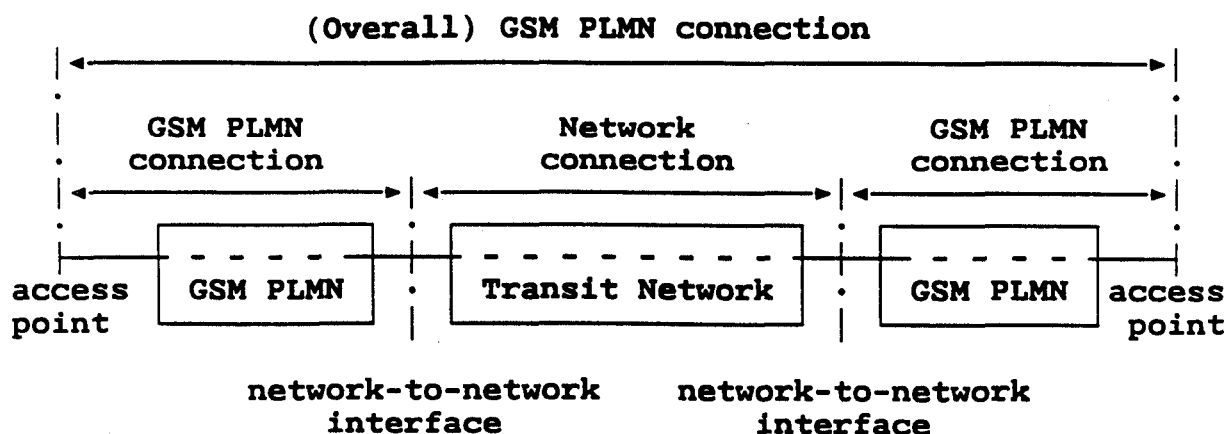 (Overall) GSM PLMN connection
GSM PLMN
connection
Network
connection
GSM PLMN
connection
access
point
GSM PLMN
Transit Network
GSM PLMN
access
point
network-to-network
interface
network-to-network
interface